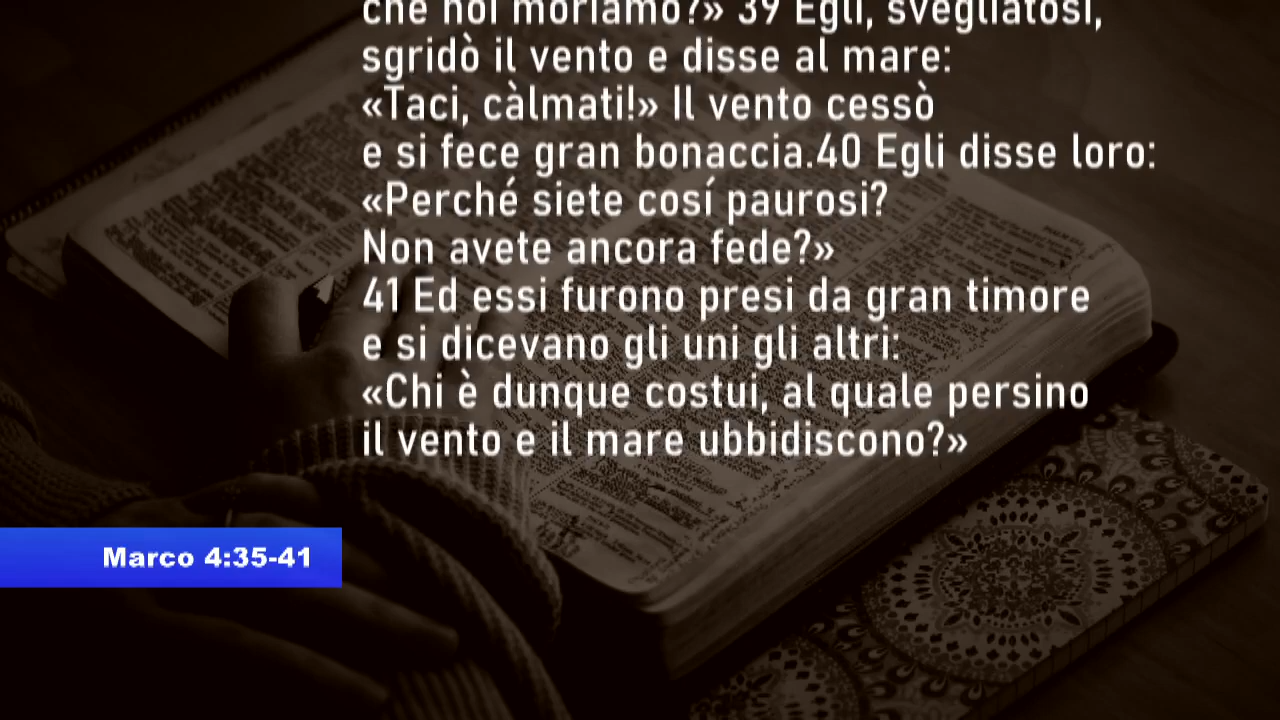 che noi moriamo?» 39 Egli, svegliatosi,
sgridò il vento e disse al mare:
«Taci, càlmati!» Il vento cessò
e si fece gran bonaccia.40 Egli disse loro:
«Perché siete cosí paurosi?
Non avete ancora fede?»
41 Ed essi furono presi da gran timore
e si dicevano gli uni gli altri:
«Chi è dunque costui, al quale persino
il vento e il mare ubbidiscono?»
Marco 4:35-41